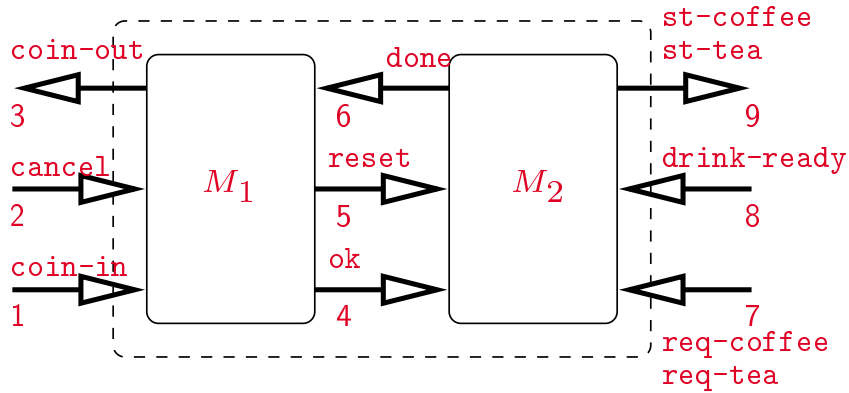 st-coffee
coin-out
done
st-tea
3
6
9
cancel
reset
drink-ready
M1
M2
2
5
8
coin-in
ok
1
4
7
req-coffee
req-tea